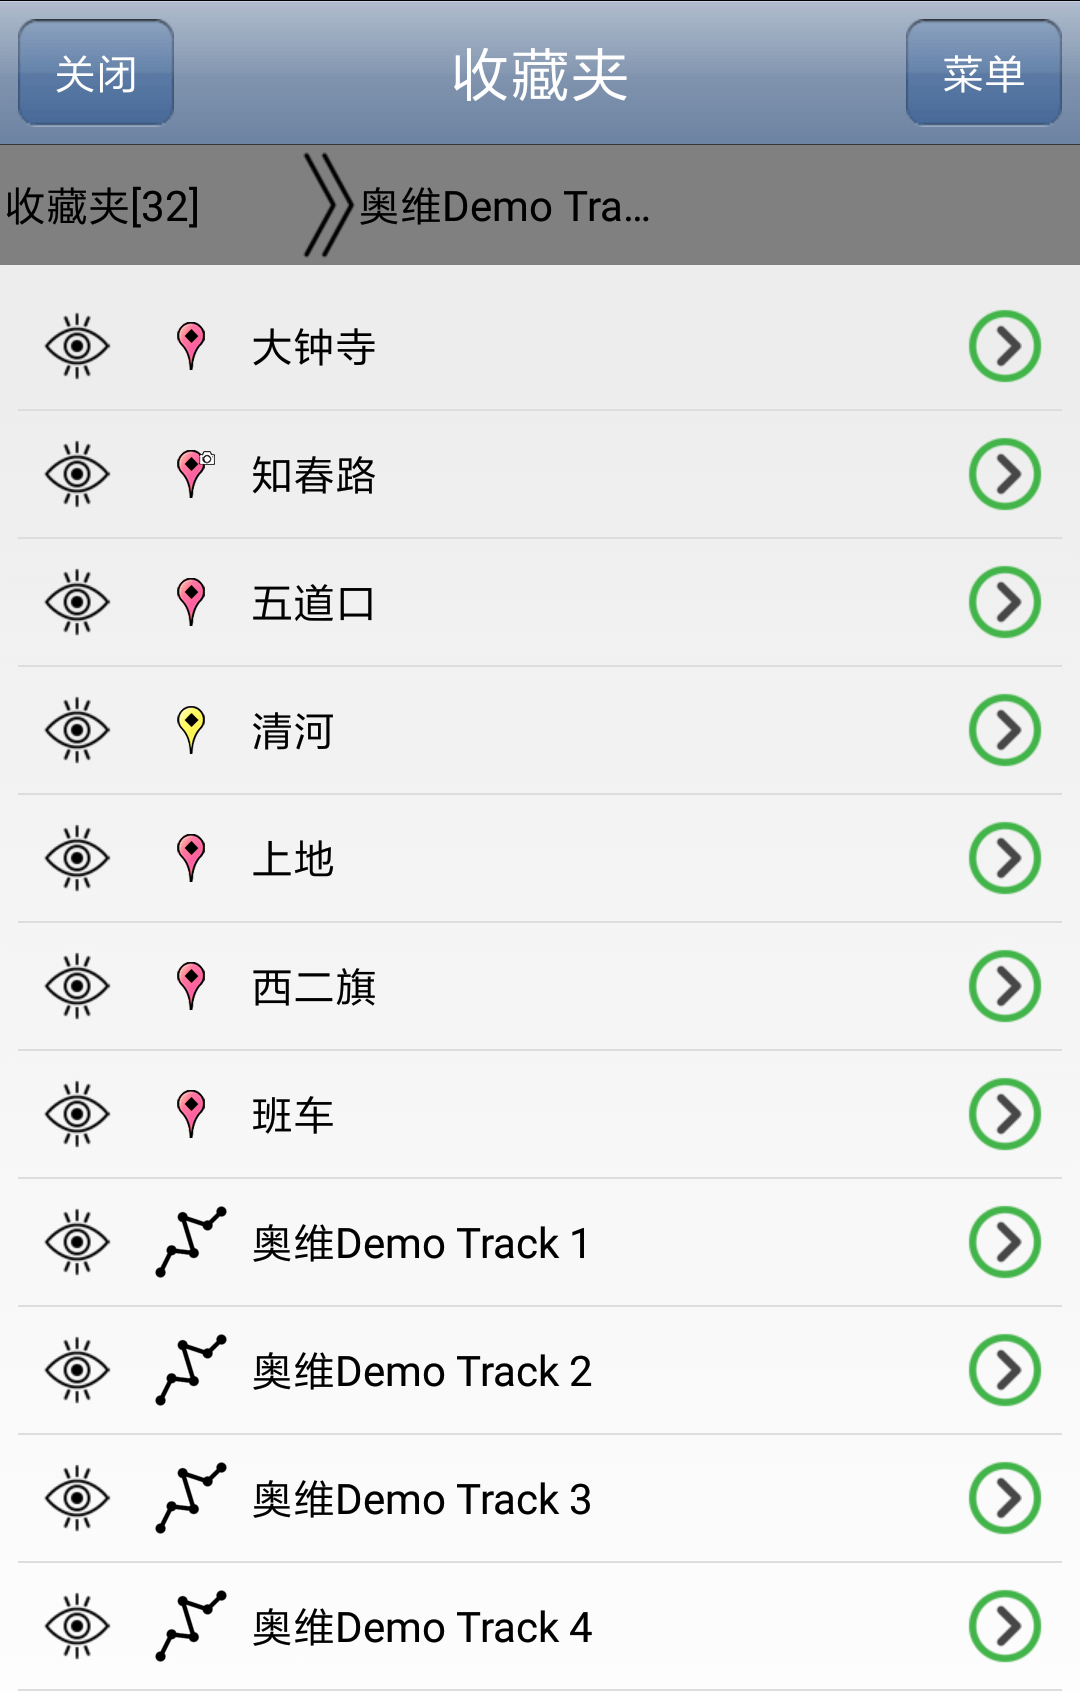 关闭
收藏夹
菜单
收藏夹[32]
奥维Demo Tra...
大钟寺
知春路
五道口
清河
上地
西二旗
班车
奥维Demo Track 1
奥维Demo Track 2
奥维Demo Track 3
奥维Demo Track 4